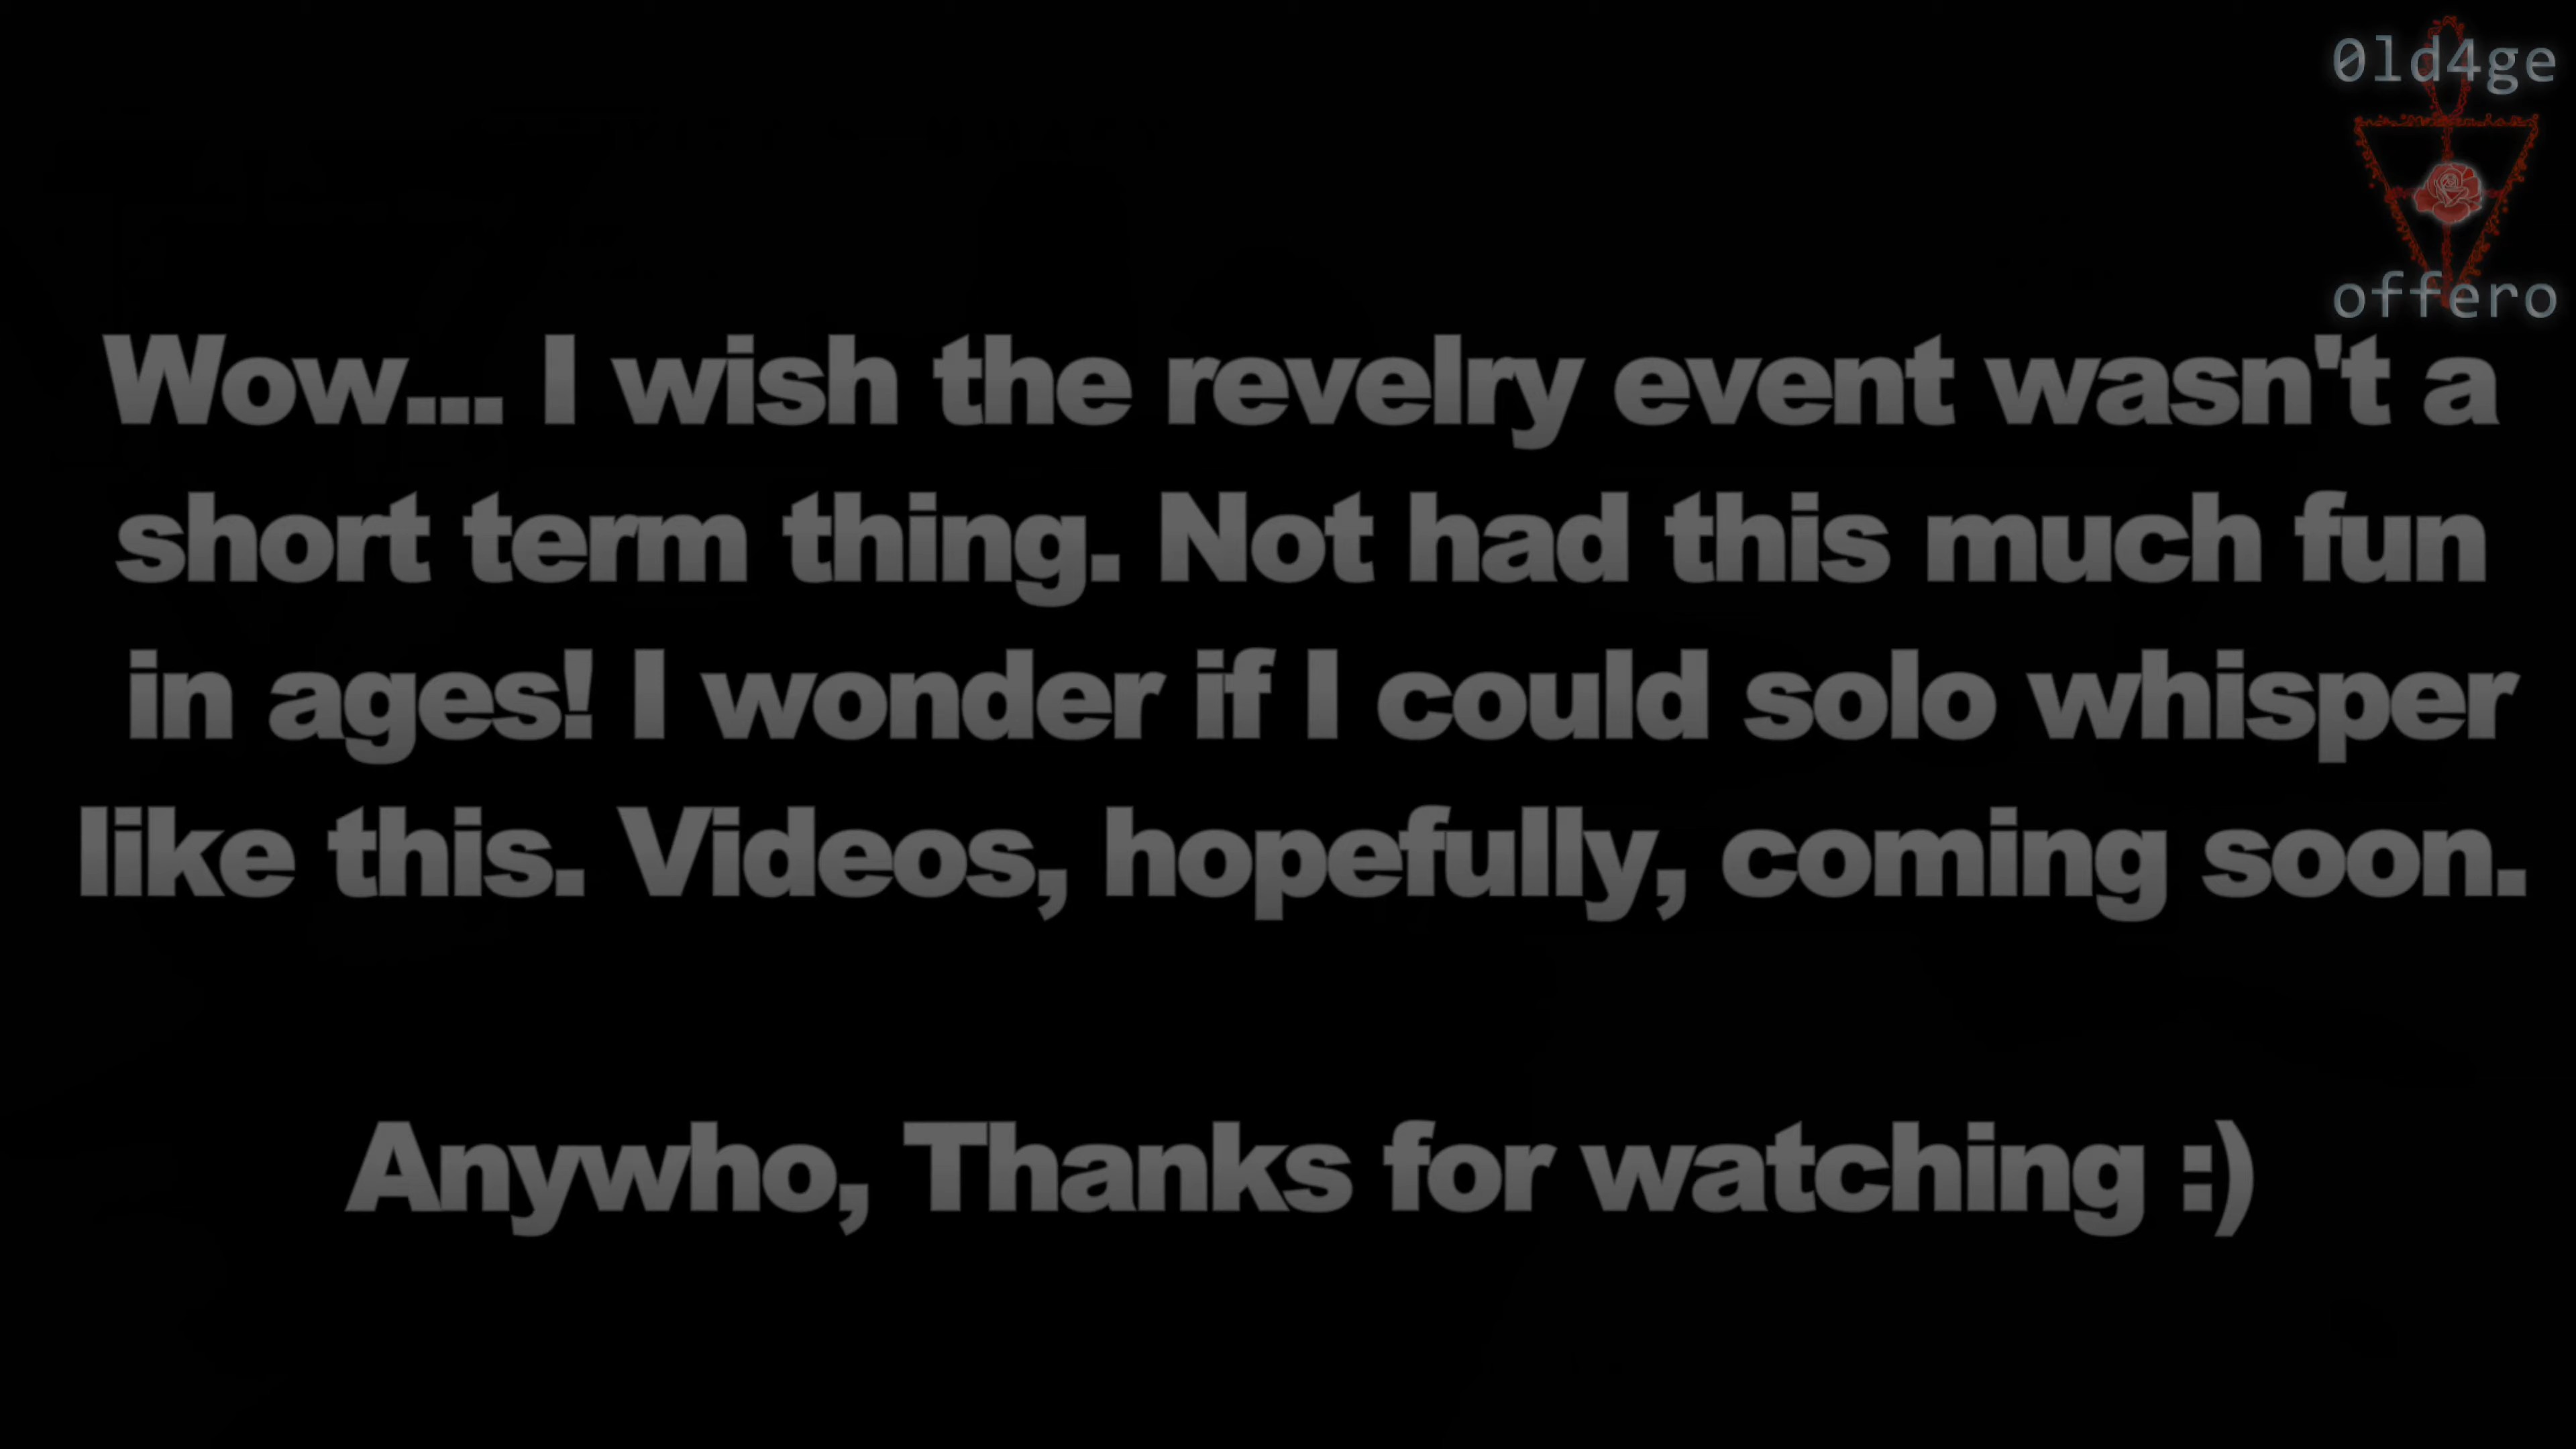 0ld4ge
offero
Wow... I wish the revelry event wasn't a
short term thing. Not had this much fun
in ages! I wonder if I could solo whisper
like this. Videos, hopefully, coming soon.
Anywho, Thanks for watching :)